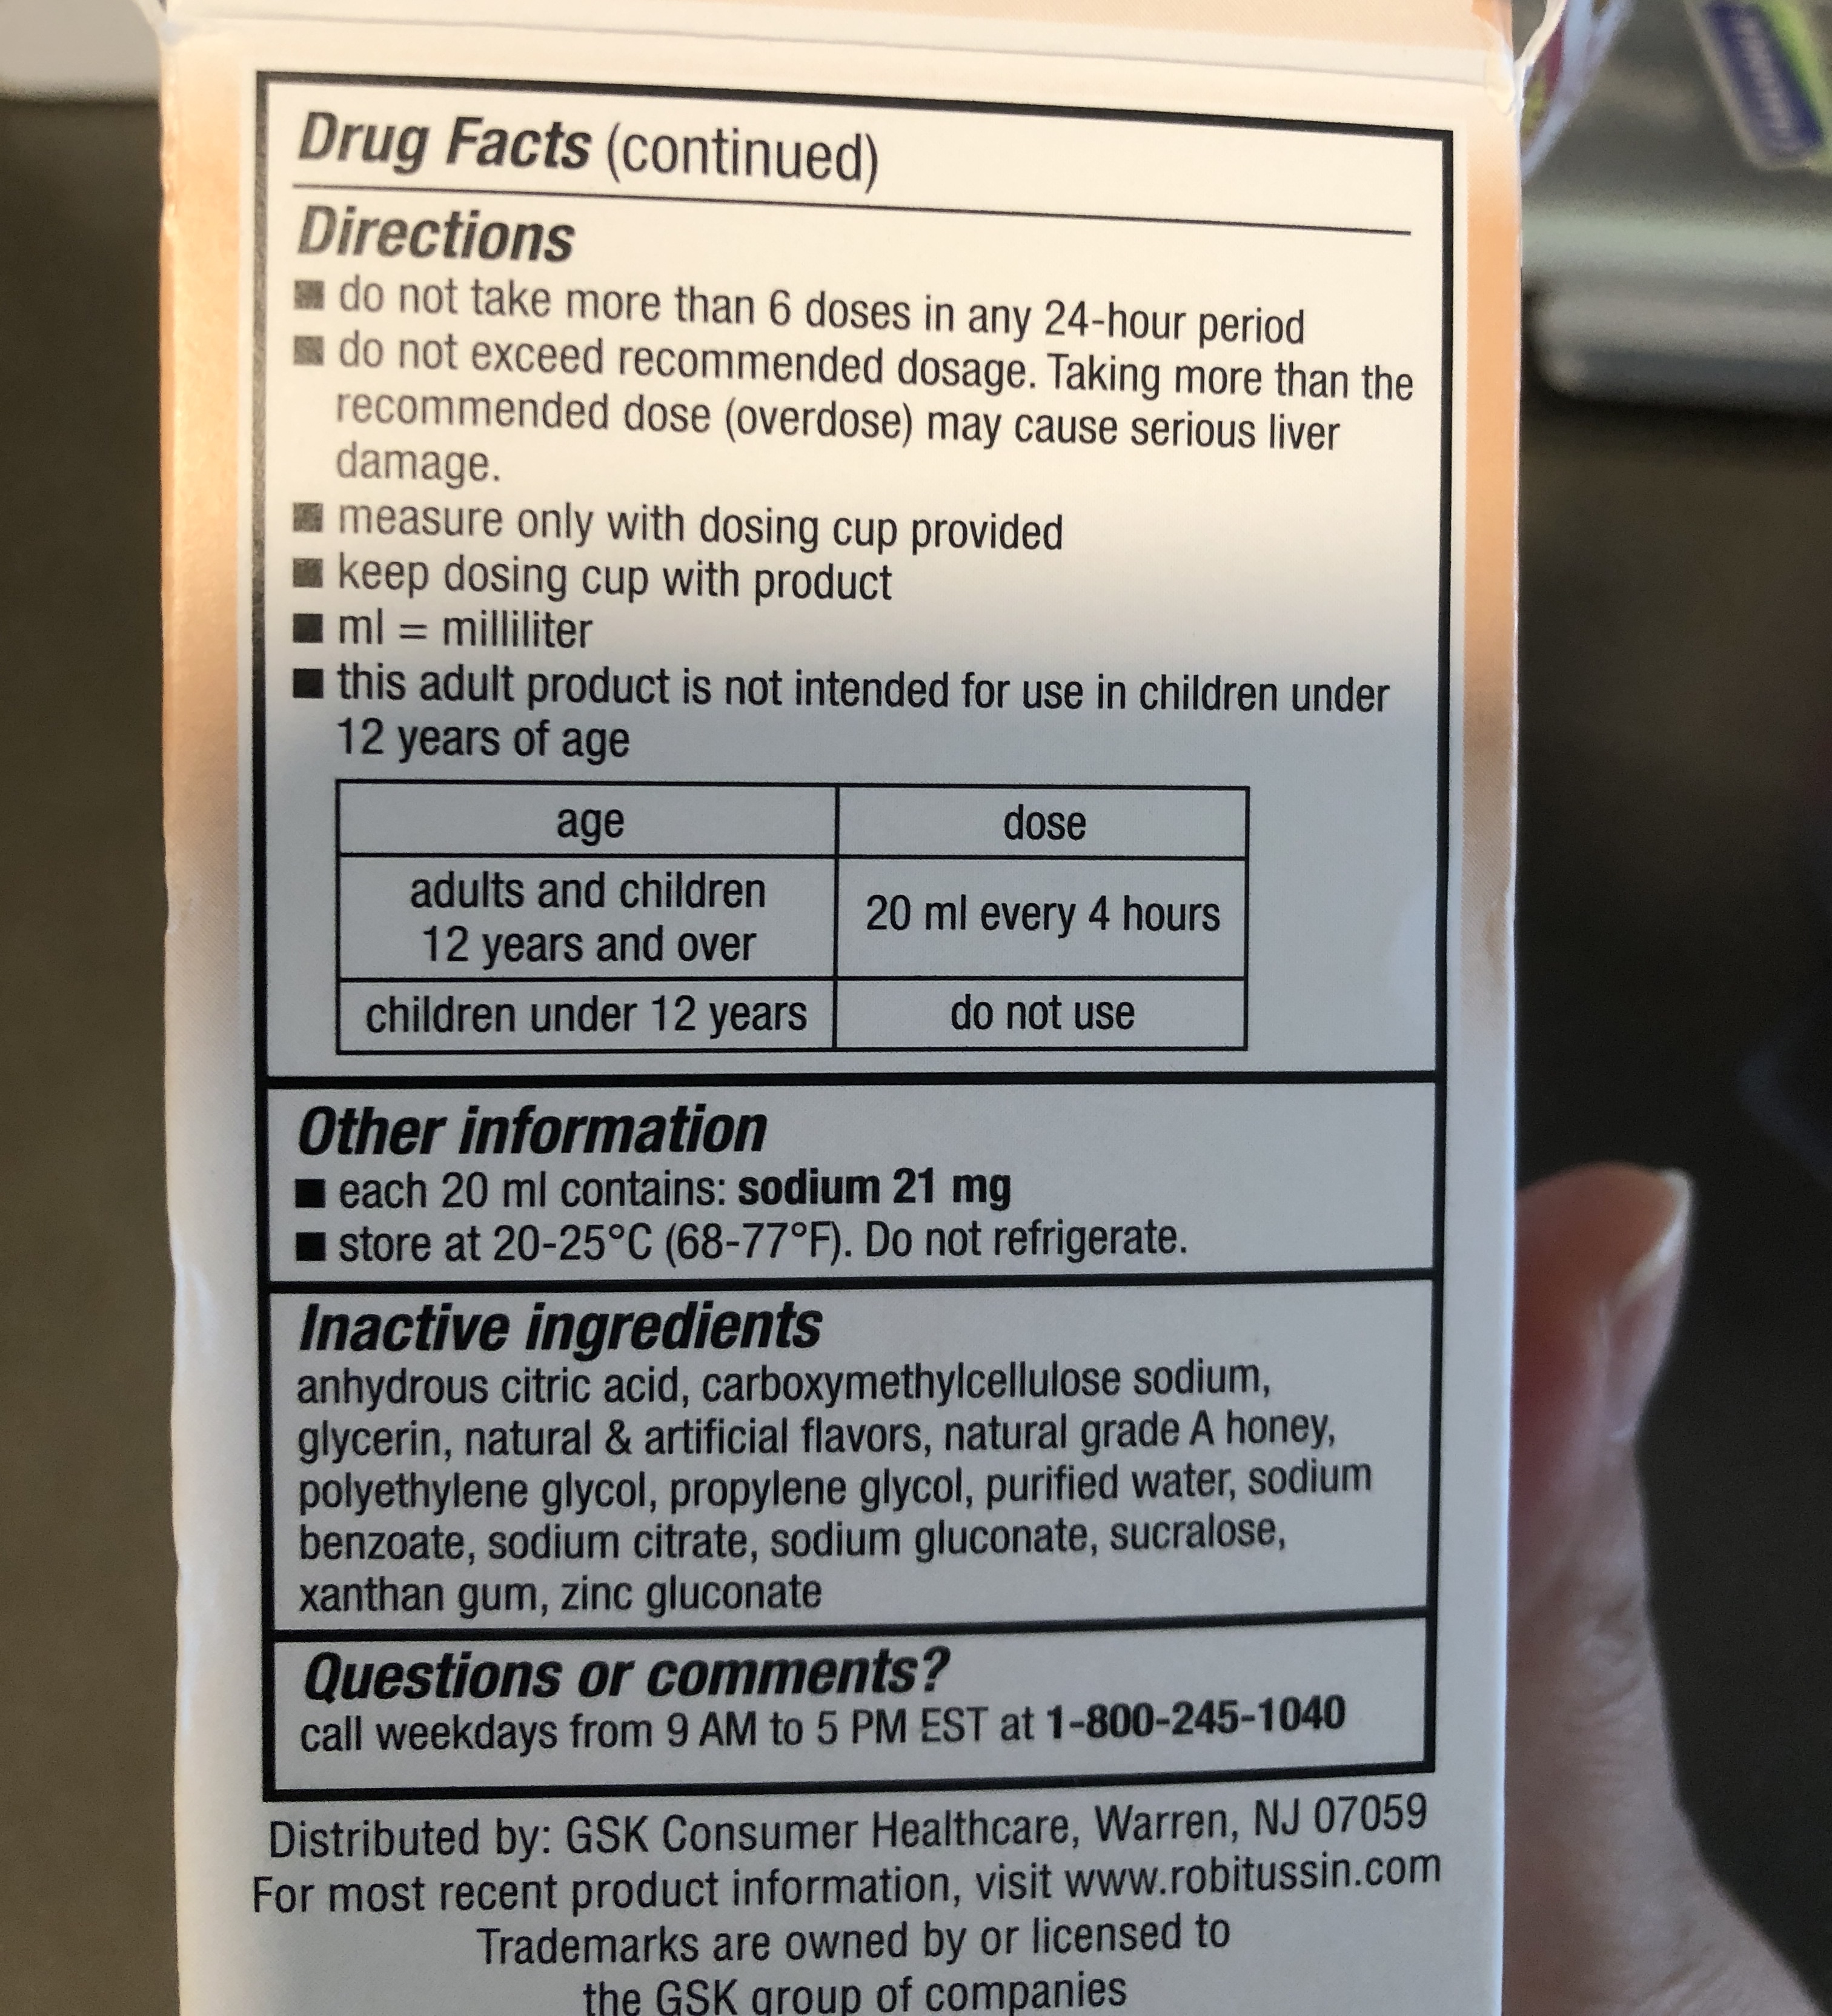 Drug Facts (continued)
Directions
■ do not take more than 6 doses in any 24-hour period
■ do not exceed recommended dosage. Taking more than the
recommended dose (overdose) may cause serious liver
damage.
■ measure only with dosing cup provided
■ keep dosing cup with product
■ ml = milliliter
■ this adult product is not intended for use in children under
12 years of age
age
dose
adults and children
12 years and over
20 ml every 4 hours
children under 12 years
do not use
Other information
■ each 20 ml contains: sodium 21 mg
■ store at 20-25°C (68-77°F). Do not refrigerate.
Inactive ingredients
anhydrous citric acid, carboxymethylcellulose sodium,
glycerin, natural & artificial flavors, natural grade A honey,
polyethylene glycol, propylene glycol, purified water, sodium
benzoate, sodium citrate, sodium gluconate, sucralose,
xanthan gum, zinc gluconate
Questions or comments?
call weekdays from 9 AM to 5 PM EST at 1-800-245-1040
Distributed by: GSK Consumer Healthcare, Warren, NJ 07059
For most recent product information, visit www.robitussin.com
Trademarks are owned by or licensed to
the GSK group of companies